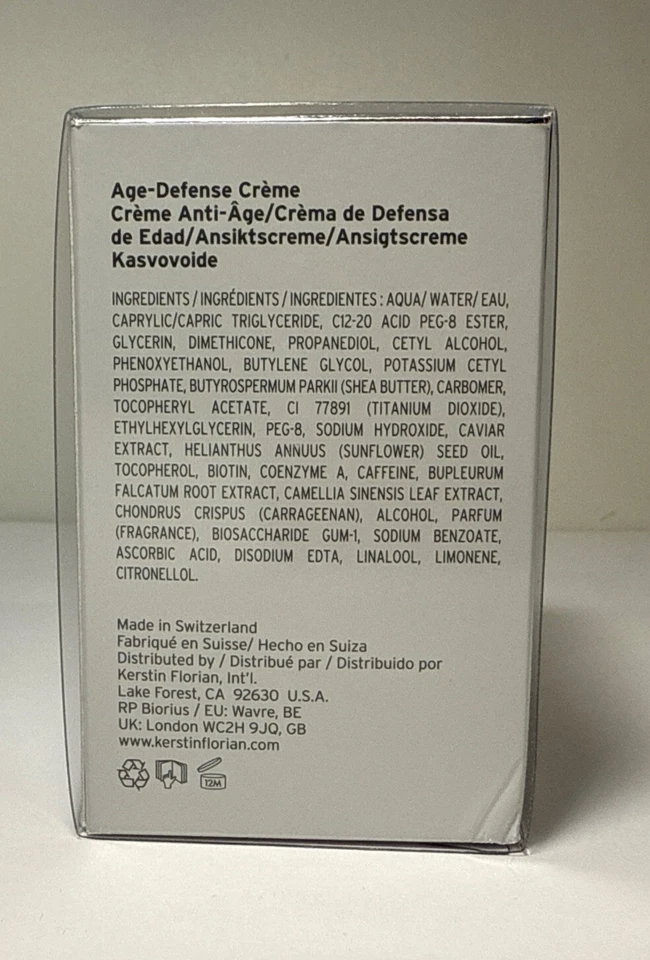 Age-Defense Crème
Crème Anti-Âge/Crèma de Defensa
de Edad/Ansiktscreme/Ansigtscreme
Kasvovoide
INGREDIENTS / INGRÉDIENTS / INGREDIENTES : AQUA/ WATER/ EAU,
CAPRYLIC/CAPRIC TRIGLYCERIDE, C12-20 ACID PEG-8 ESTER,
GLYCERIN, DIMETHICONE, PROPANEDIOL, CETYL ALCOHOL,
PHENOXYETHANOL, BUTYLENE GLYCOL, POTASSIUM CETYL
PHOSPHATE, BUTYROSPERMUM PARKII (SHEA BUTTER), CARBOMER,
TOCOPHERYL ACETATE, CI 77891 (TITANIUM DIOXIDE),
ETHYLHEXYLGLYCERIN, PEG-8, SODIUM HYDROXIDE, CAVIAR
EXTRACT, HELIANTHUS ANNUUS (SUNFLOWER) SEED OIL,
TOCOPHEROL, BIOTIN, COENZYME A, CAFFEINE, BUPLEURUM
FALCATUM ROOT EXTRACT, CAMELLIA SINENSIS LEAF EXTRACT,
CHONDRUS CRISPUS (CARRAGEENAN), ALCOHOL, PARFUM
(FRAGRANCE), BIOSACCHARIDE GUM-1, SODIUM BENZOATE,
ASCORBIC ACID, DISODIUM EDTA, LINALOOL, LIMONENE,
CITRONELLOL.
Made in Switzerland
Fabriqué en Suisse/ Hecho en Suiza
Distributed by / Distribué par / Distribuido por
Kerstin Florian, Int'l.
Lake Forest, CA 92630 U.S.A.
RP Biorius / EU: Wavre, BE
UK: London WC2H 9JQ, GB
www.kerstinflorian.com
12M